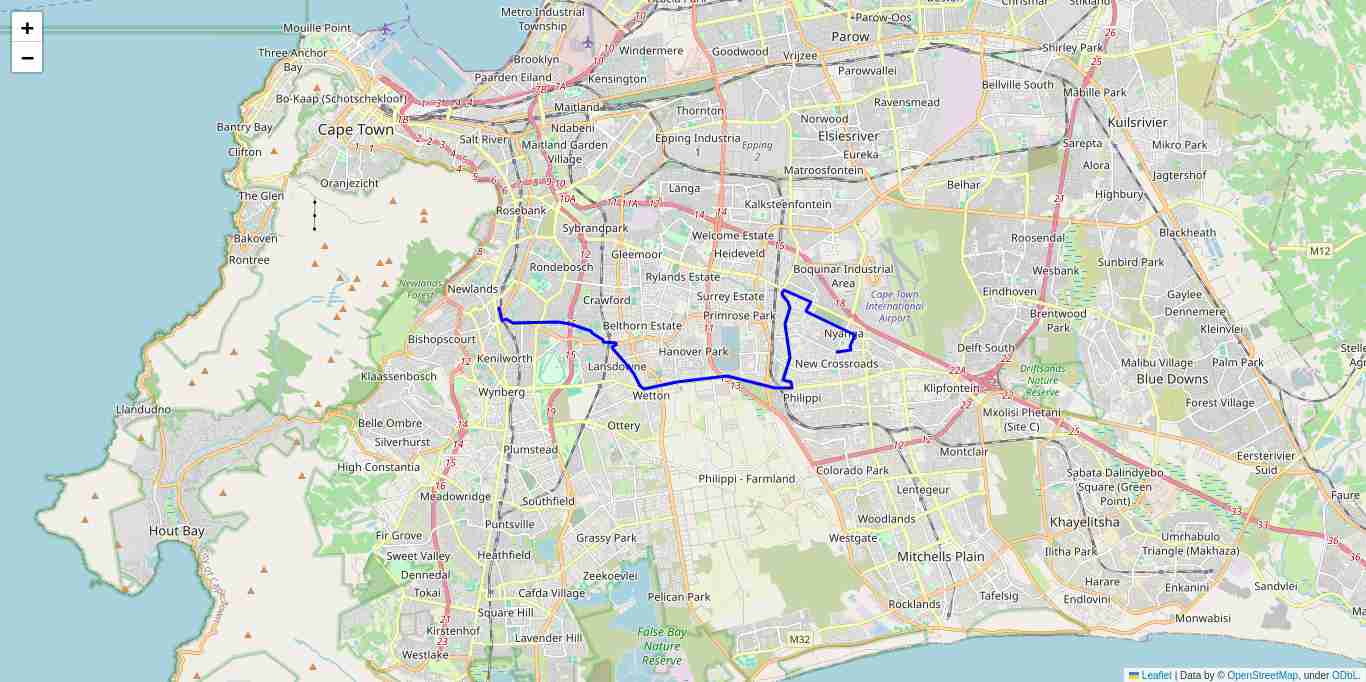 +
−
Mouille Point
Metro Industrial
Township
Acacia Park
Chrismar
Stikland
Parow-Oos
Parow
26
Three Anchor
Bay
Windermere
Goodwood
Vrijzee
Shirley Park
Brooklyn
Paarden Eiland
Kensington
Parowvallei
Bellville South
Mabille Park
25
Bo-Kaap (Schotschekloof)
Maitland
Thornton
Ravensmead
Norwood
Kuilsrivier
Bantry Bay
Cape Town
Salt River
Ndabeni
Epping Industria
1
Elsiesriver
Clifton
Maitland Garden
Village
Epping
2
Eureka
Sarepta
Mikro Park
Matroosfontein
Alora
Jagtershof
Oranjezicht
Langa
Belhar
Highbury
The Glen
Rosebank
Kalksteenfontein
Bakoven
Sybrandpark
Welcome Estate
Roosendal
Blackheath
Rontree
Gleemoor
Heideveld
M12
Newlands
Forest
Newlands
Rondebosch
Rylands Estate
Boquinar Industrial
Area
Wesbank
Sunbird Park
Crawford
Surrey Estate
Cape Town
International
Airport
Eindhoven
Gaylee
Belthorn Estate
Primrose Park
Brentwood
Park
Dennemere
Bishopscourt
Nyanga
Kleinvlei
Kenilworth
Hanover Park
New Crossroads
Delft South
Malibu Village
Palm Park
Klaassenbosch
Lansdowne
Driftsands
Nature
Reserve
Blue Downs
Wynberg
Wetton
Philippi
Klipfontein
Forest Village
Llandudno
Belle Ombre
Ottery
Mxolisi Phetani
(Site C)
Silverhurst
Plumstead
Montclair
High Constantia
Colorado Park
Eersterivier
Suid
Meadowridge
Southfield
Philippi - Farmland
Lentegeur
Sabata Dalindyebo
Square (Green
Point)
Faure
Hout Bay
Puntsville
Woodlands
Khayelitsha
Fir Grove
Grassy Park
Westgate
Umrhabulo
Triangle (Makhaza)
Sweet Valley
Heathfield
Mitchells Plain
Ilitha Park
Dennedal
Zeekoevlei
Harare
Enkanini
Sandvlei
Tokai
Cafda Village
Pelican Park
Tafelsig
Endlovini
Square Hill
Rocklands
Monwabisi
Kirstenhof
Lavender Hill
False Bay
Nature
Reserve
M32
Westlake
Leaflet | Data by © OpenStreetMap, under ODbL.